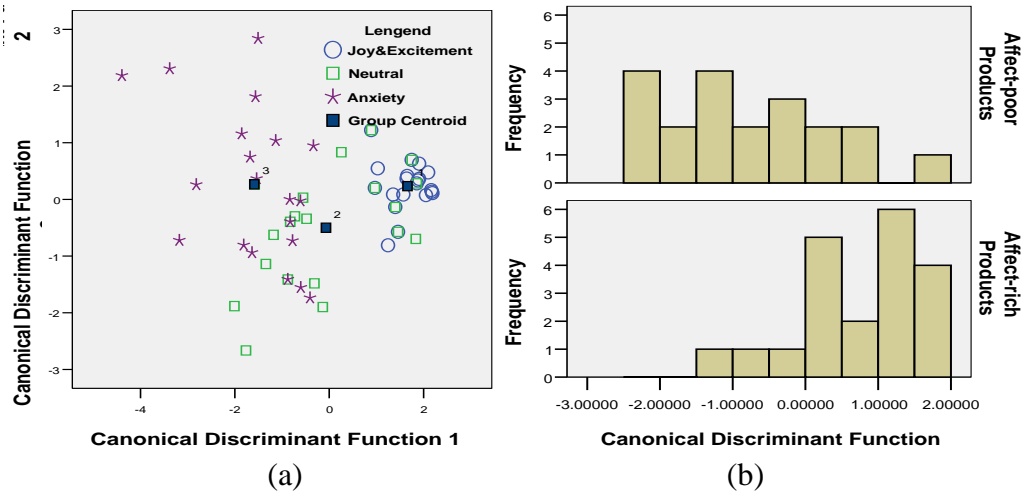 Canonical Discriminant Function
2
3
2
1
0
-1
-2
-3
Lengend
Joy&Excitement
Neutral
Anxiety
Group Centroid
3
2
-4
-2
0
2
Canonical Discriminant Function 1
(a)
Frequency
6
5
4
3
2
1
0
Affect-poor
Products
Frequency
6
5
4
3
2
1
0
Affect-rich
Products
-3.00000
-2.00000
-1.00000
0.00000
1.00000
2.00000
Canonical Discriminant Function
(b)